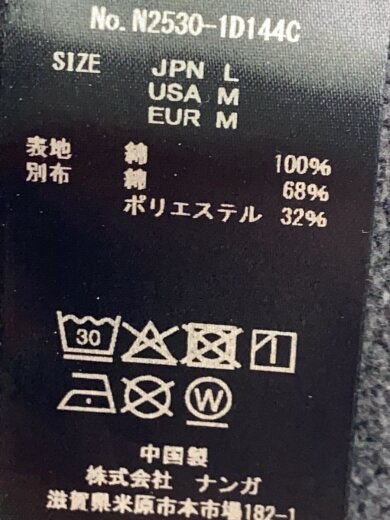 No. N2530-1D144C
SIZE JPN L
USA M
EUR M
表地 綿 100%
別布 綿 68%
ポリエステル 32%
30
W
中国製
株式会社 ナンガ
滋賀県米原市本市場182-1